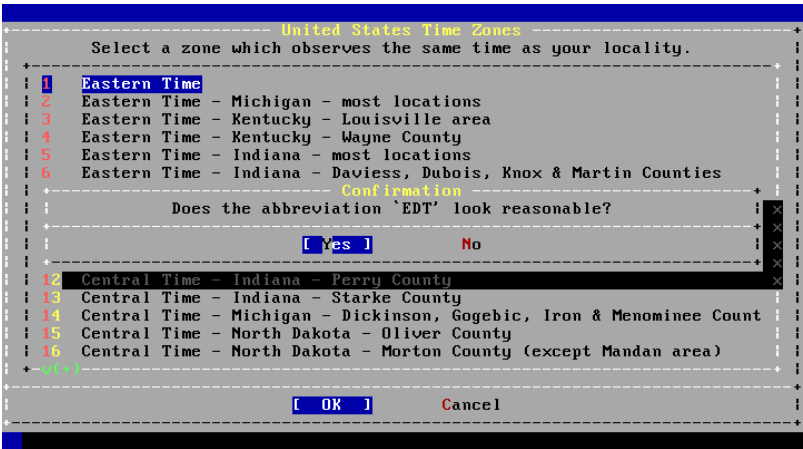 United States Time Zones
Select a zone which observes the same time as your locality.
1 Eastern Time
2 Eastern Time - Michigan - most locations
3 Eastern Time - Kentucky - Louisville area
4 Eastern Time - Kentucky - Wayne County
5 Eastern Time - Indiana - most locations
6 Eastern Time - Indiana - Daviess, Dubois, Knox & Martin Counties
Confirmation
Does the abbreviation `EDT' look reasonable?
[ Yes ] No
12 Central Time - Indiana - Perry County
13 Central Time - Indiana - Starke County
14 Central Time - Michigan - Dickinson, Gogebic, Iron & Menominee Count
15 Central Time - North Dakota - Oliver County
16 Central Time - North Dakota - Morton County (except Mandan area)
v(+)
[ OK ] Cancel